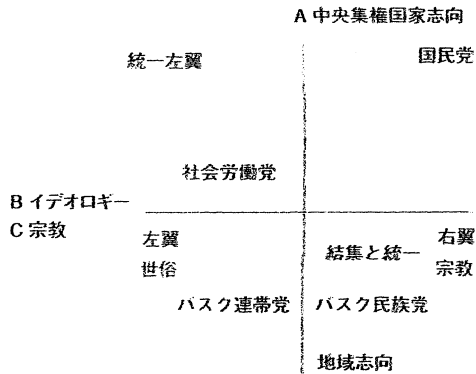 A 中央集権国家志向
国民党
統一左翼
社会労働党
B イデオロギー
C 宗教
左翼
世俗
結集と統一
右翼
宗教
バスク連帯党
バスク民族党
地域志向